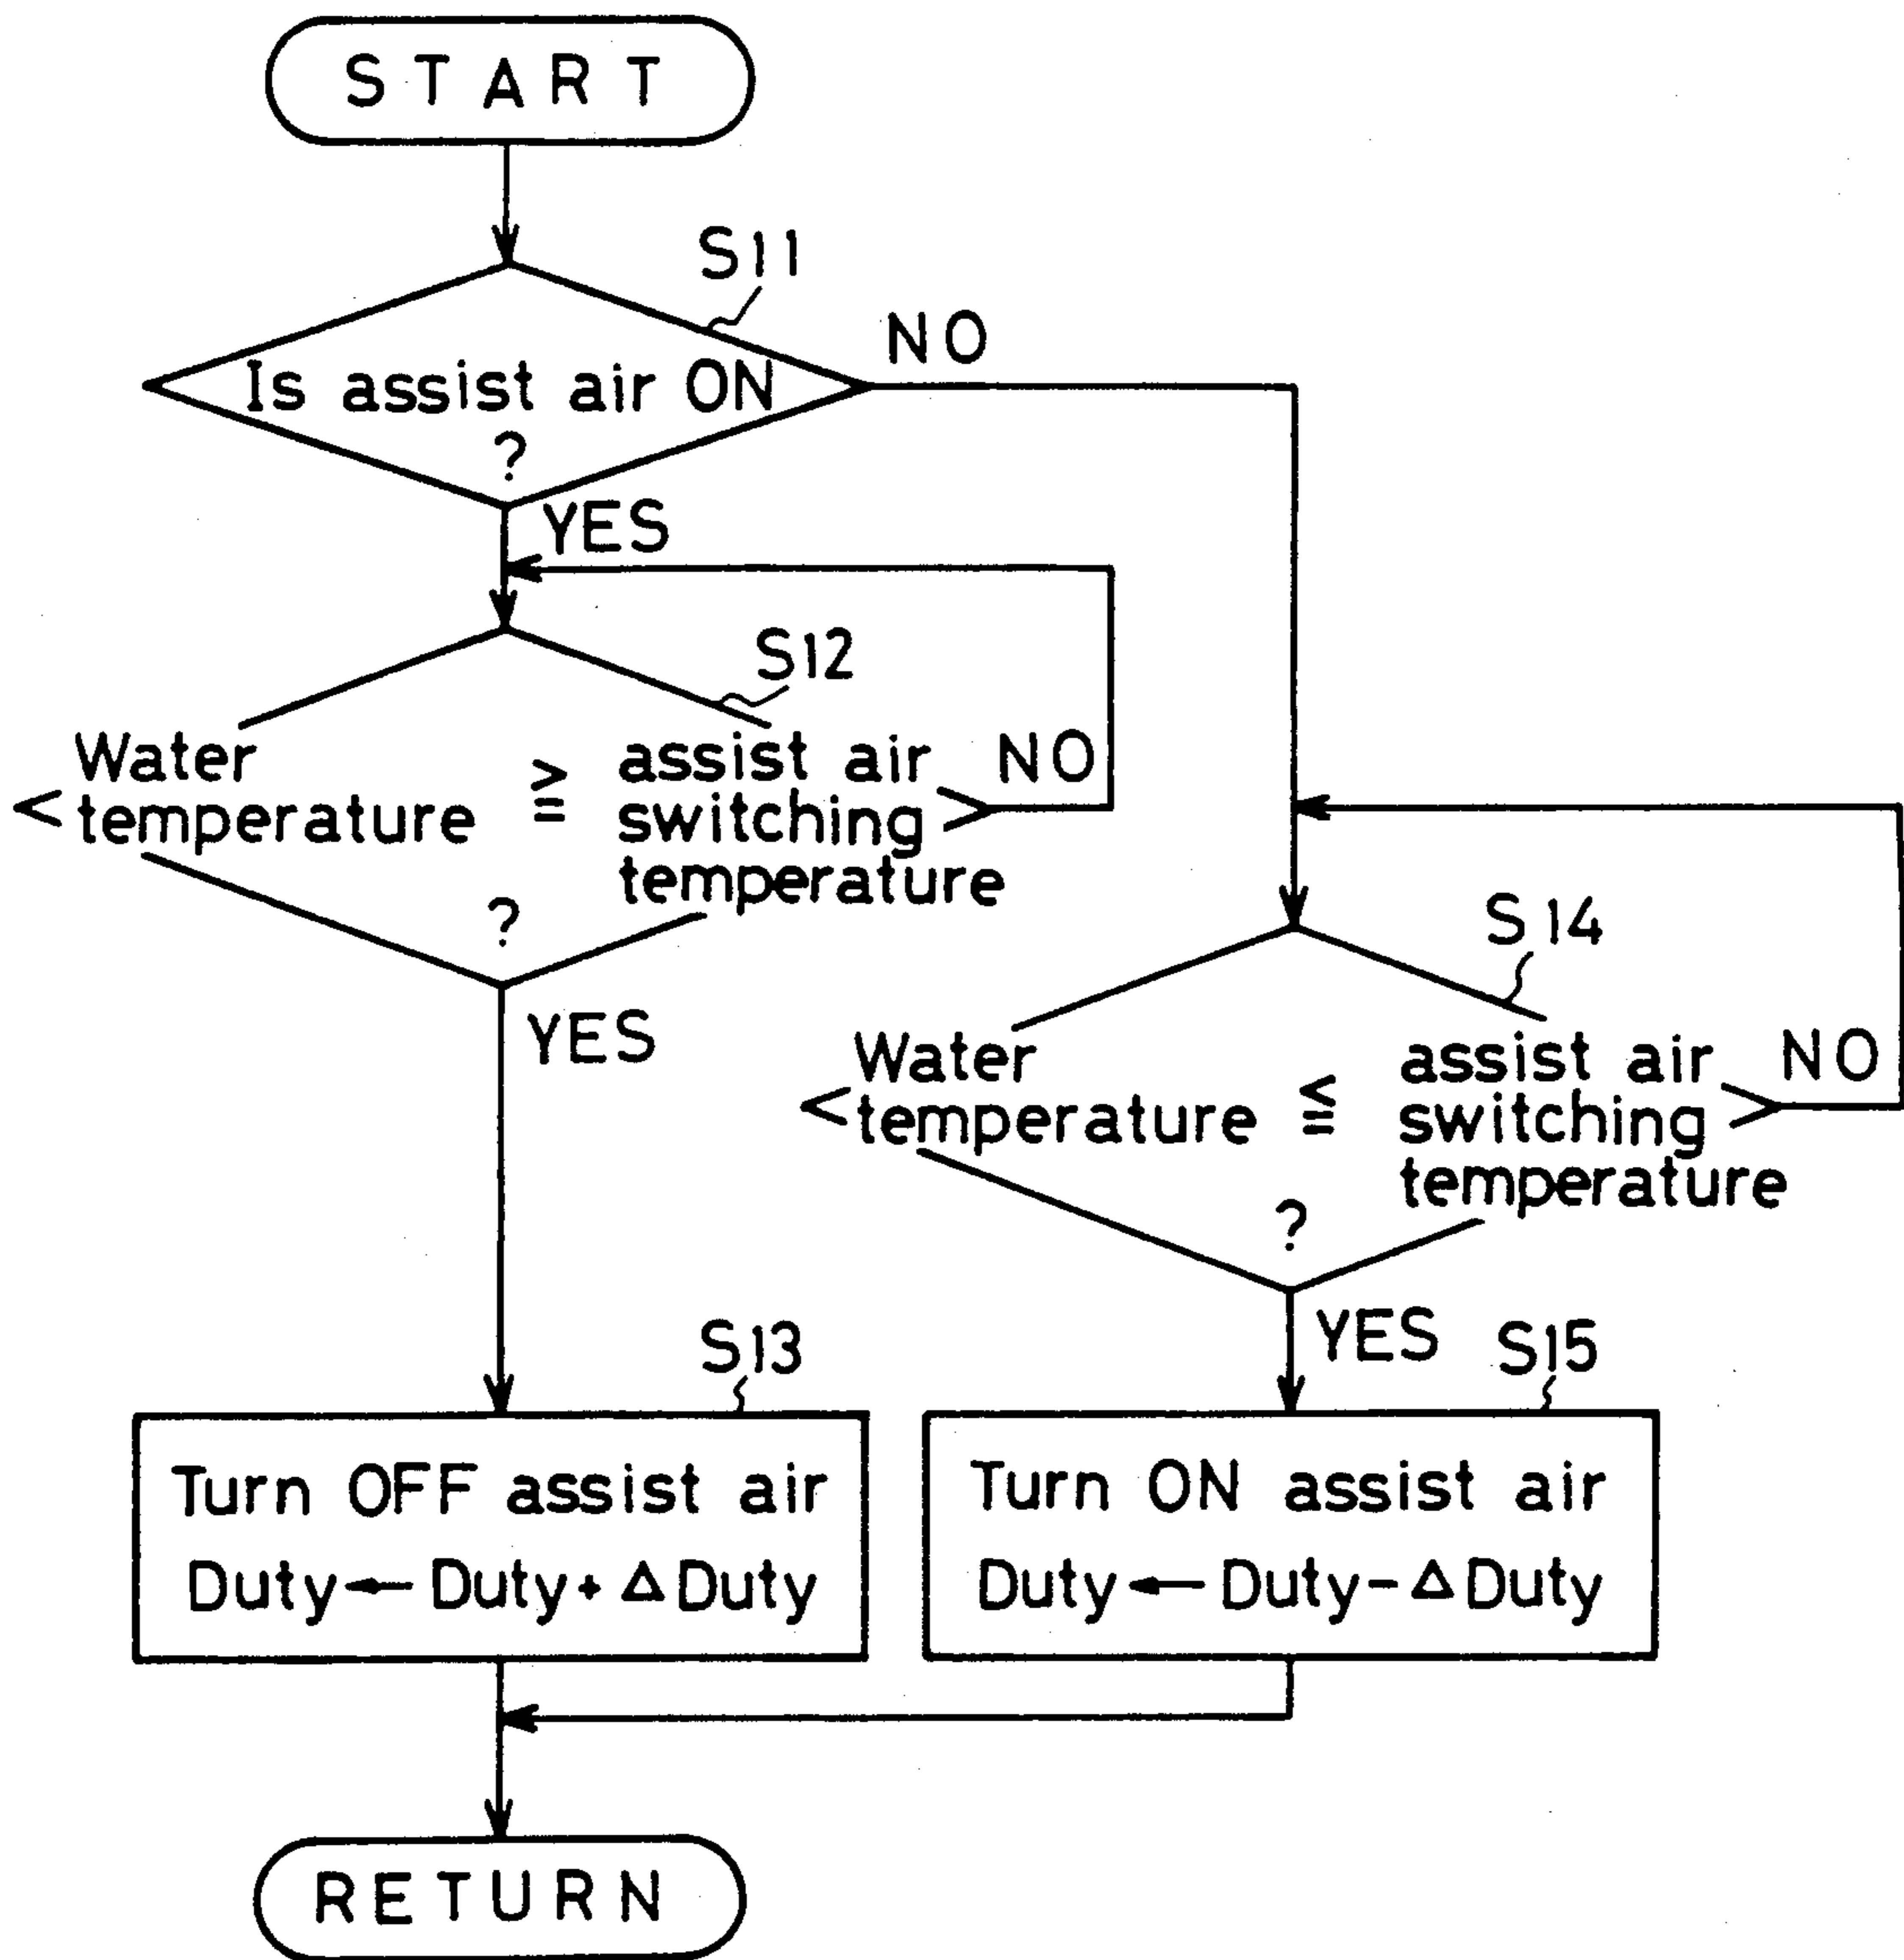 START
S11
Is assist air ON
?
NO
YES
S12
Water
temperature
≧
assist air
switching
temperature
?
NO
YES
S14
Water
temperature
≦
assist air
switching
temperature
?
NO
YES
S13
Turn OFF assist air
Duty ← Duty + Δ Duty
S15
Turn ON assist air
Duty ← Duty − Δ Duty
RETURN